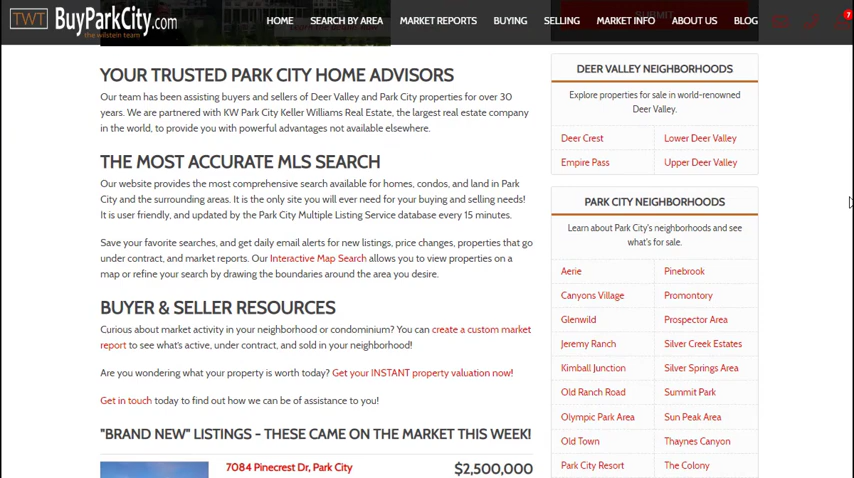 TWT BuyParkCity.com
the wilstein team
HOME SEARCH BY AREA MARKET REPORTS BUYING SELLING MARKET INFO ABOUT US BLOG
7
SUBMIT
YOUR TRUSTED PARK CITY HOME ADVISORS
Our team has been assisting buyers and sellers of Deer Valley and Park City properties for over 30
years. We are partnered with KW Park City Keller Williams Real Estate, the largest real estate company
in the world, to provide you with powerful advantages not available elsewhere.
THE MOST ACCURATE MLS SEARCH
Our website provides the most comprehensive search available for homes, condos, and land in Park
City and the surrounding areas. It is the only site you will ever need for your buying and selling needs!
It is user friendly, and updated by the Park City Multiple Listing Service database every 15 minutes.
Save your favorite searches, and get daily email alerts for new listings, price changes, properties that go
under contract, and market reports. Our Interactive Map Search allows you to view properties on a
map or refine your search by drawing the boundaries around the area you desire.
BUYER & SELLER RESOURCES
Curious about market activity in your neighborhood or condominium? You can create a custom market
report to see what's active, under contract, and sold in your neighborhood!
Are you wondering what your property is worth today? Get your INSTANT property valuation now!
Get in touch today to find out how we can be of assistance to you!
"BRAND NEW" LISTINGS - THESE CAME ON THE MARKET THIS WEEK!
7084 Pinecrest Dr, Park City $2,500,000
DEER VALLEY NEIGHBORHOODS
Explore properties for sale in world-renowned
Deer Valley.
Deer Crest Lower Deer Valley
Empire Pass Upper Deer Valley
PARK CITY NEIGHBORHOODS
Learn about Park City's neighborhoods and see
what's for sale.
Aerie Pinebrook
Canyons Village Promontory
Glenwild Prospector Area
Jeremy Ranch Silver Creek Estates
Kimball Junction Silver Springs Area
Old Ranch Road Summit Park
Olympic Park Area Sun Peak Area
Old Town Thaynes Canyon
Park City Resort The Colony